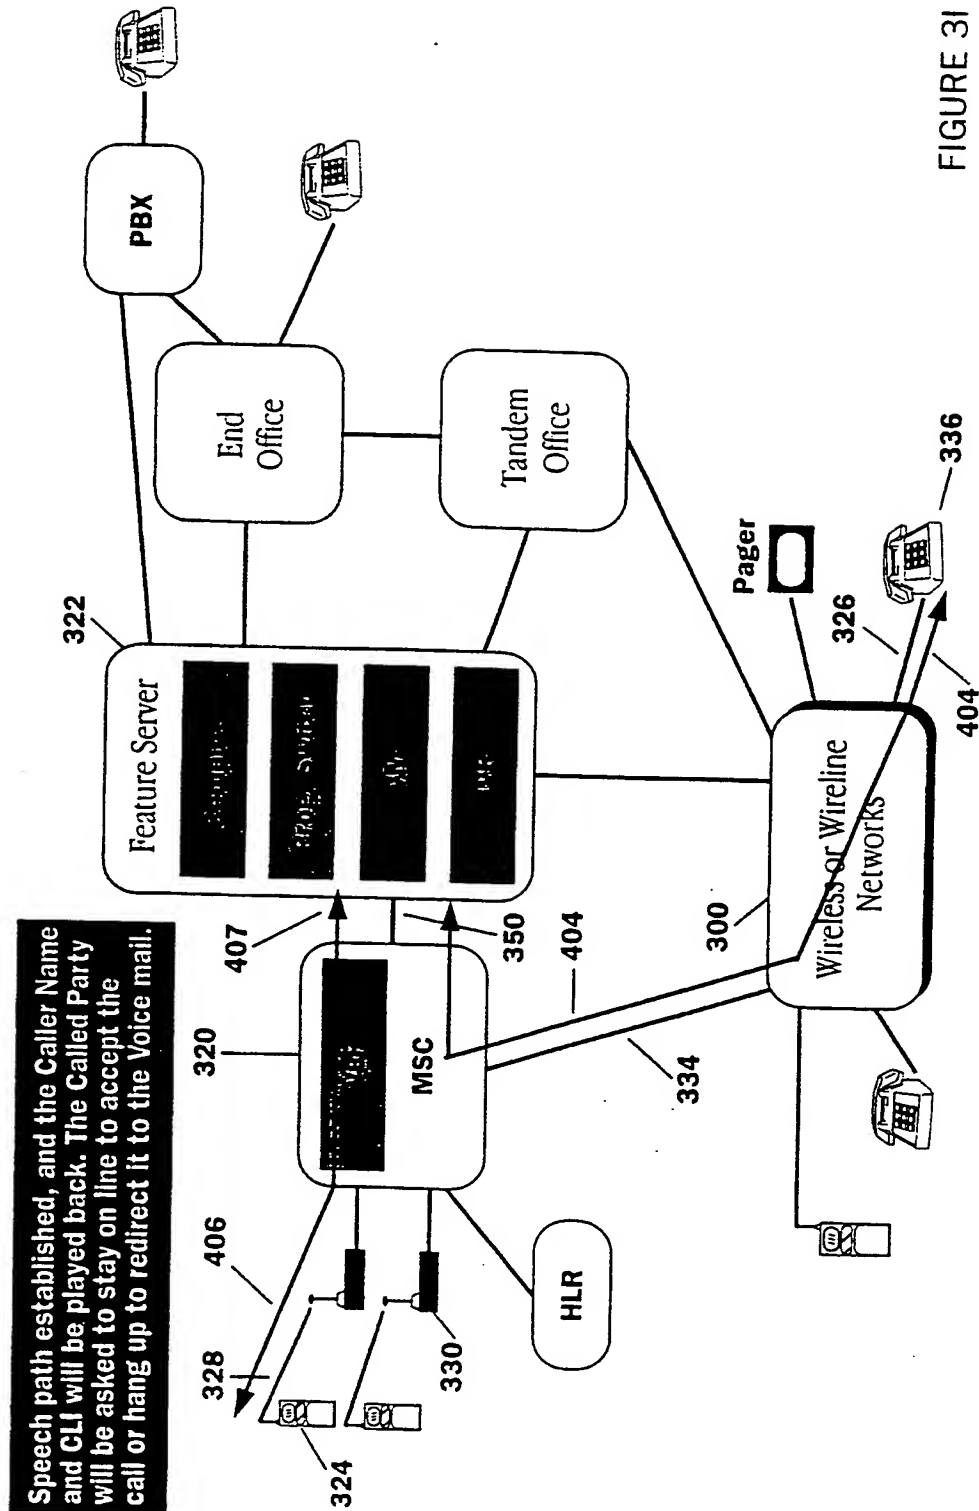 Speech path established, and the Caller Name
and CLI will be played back. The Called Party
will be asked to stay on line to accept the
call or hang up to redirect it to the Voice mail.
406
328
324
330
320
MSC
HLR
407
350
404
334
322
Feature Server
End
Office
Tandem
Office
PBX
300
Wireless or Wireline
Networks
Pager
326
404
336
FIGURE 3I